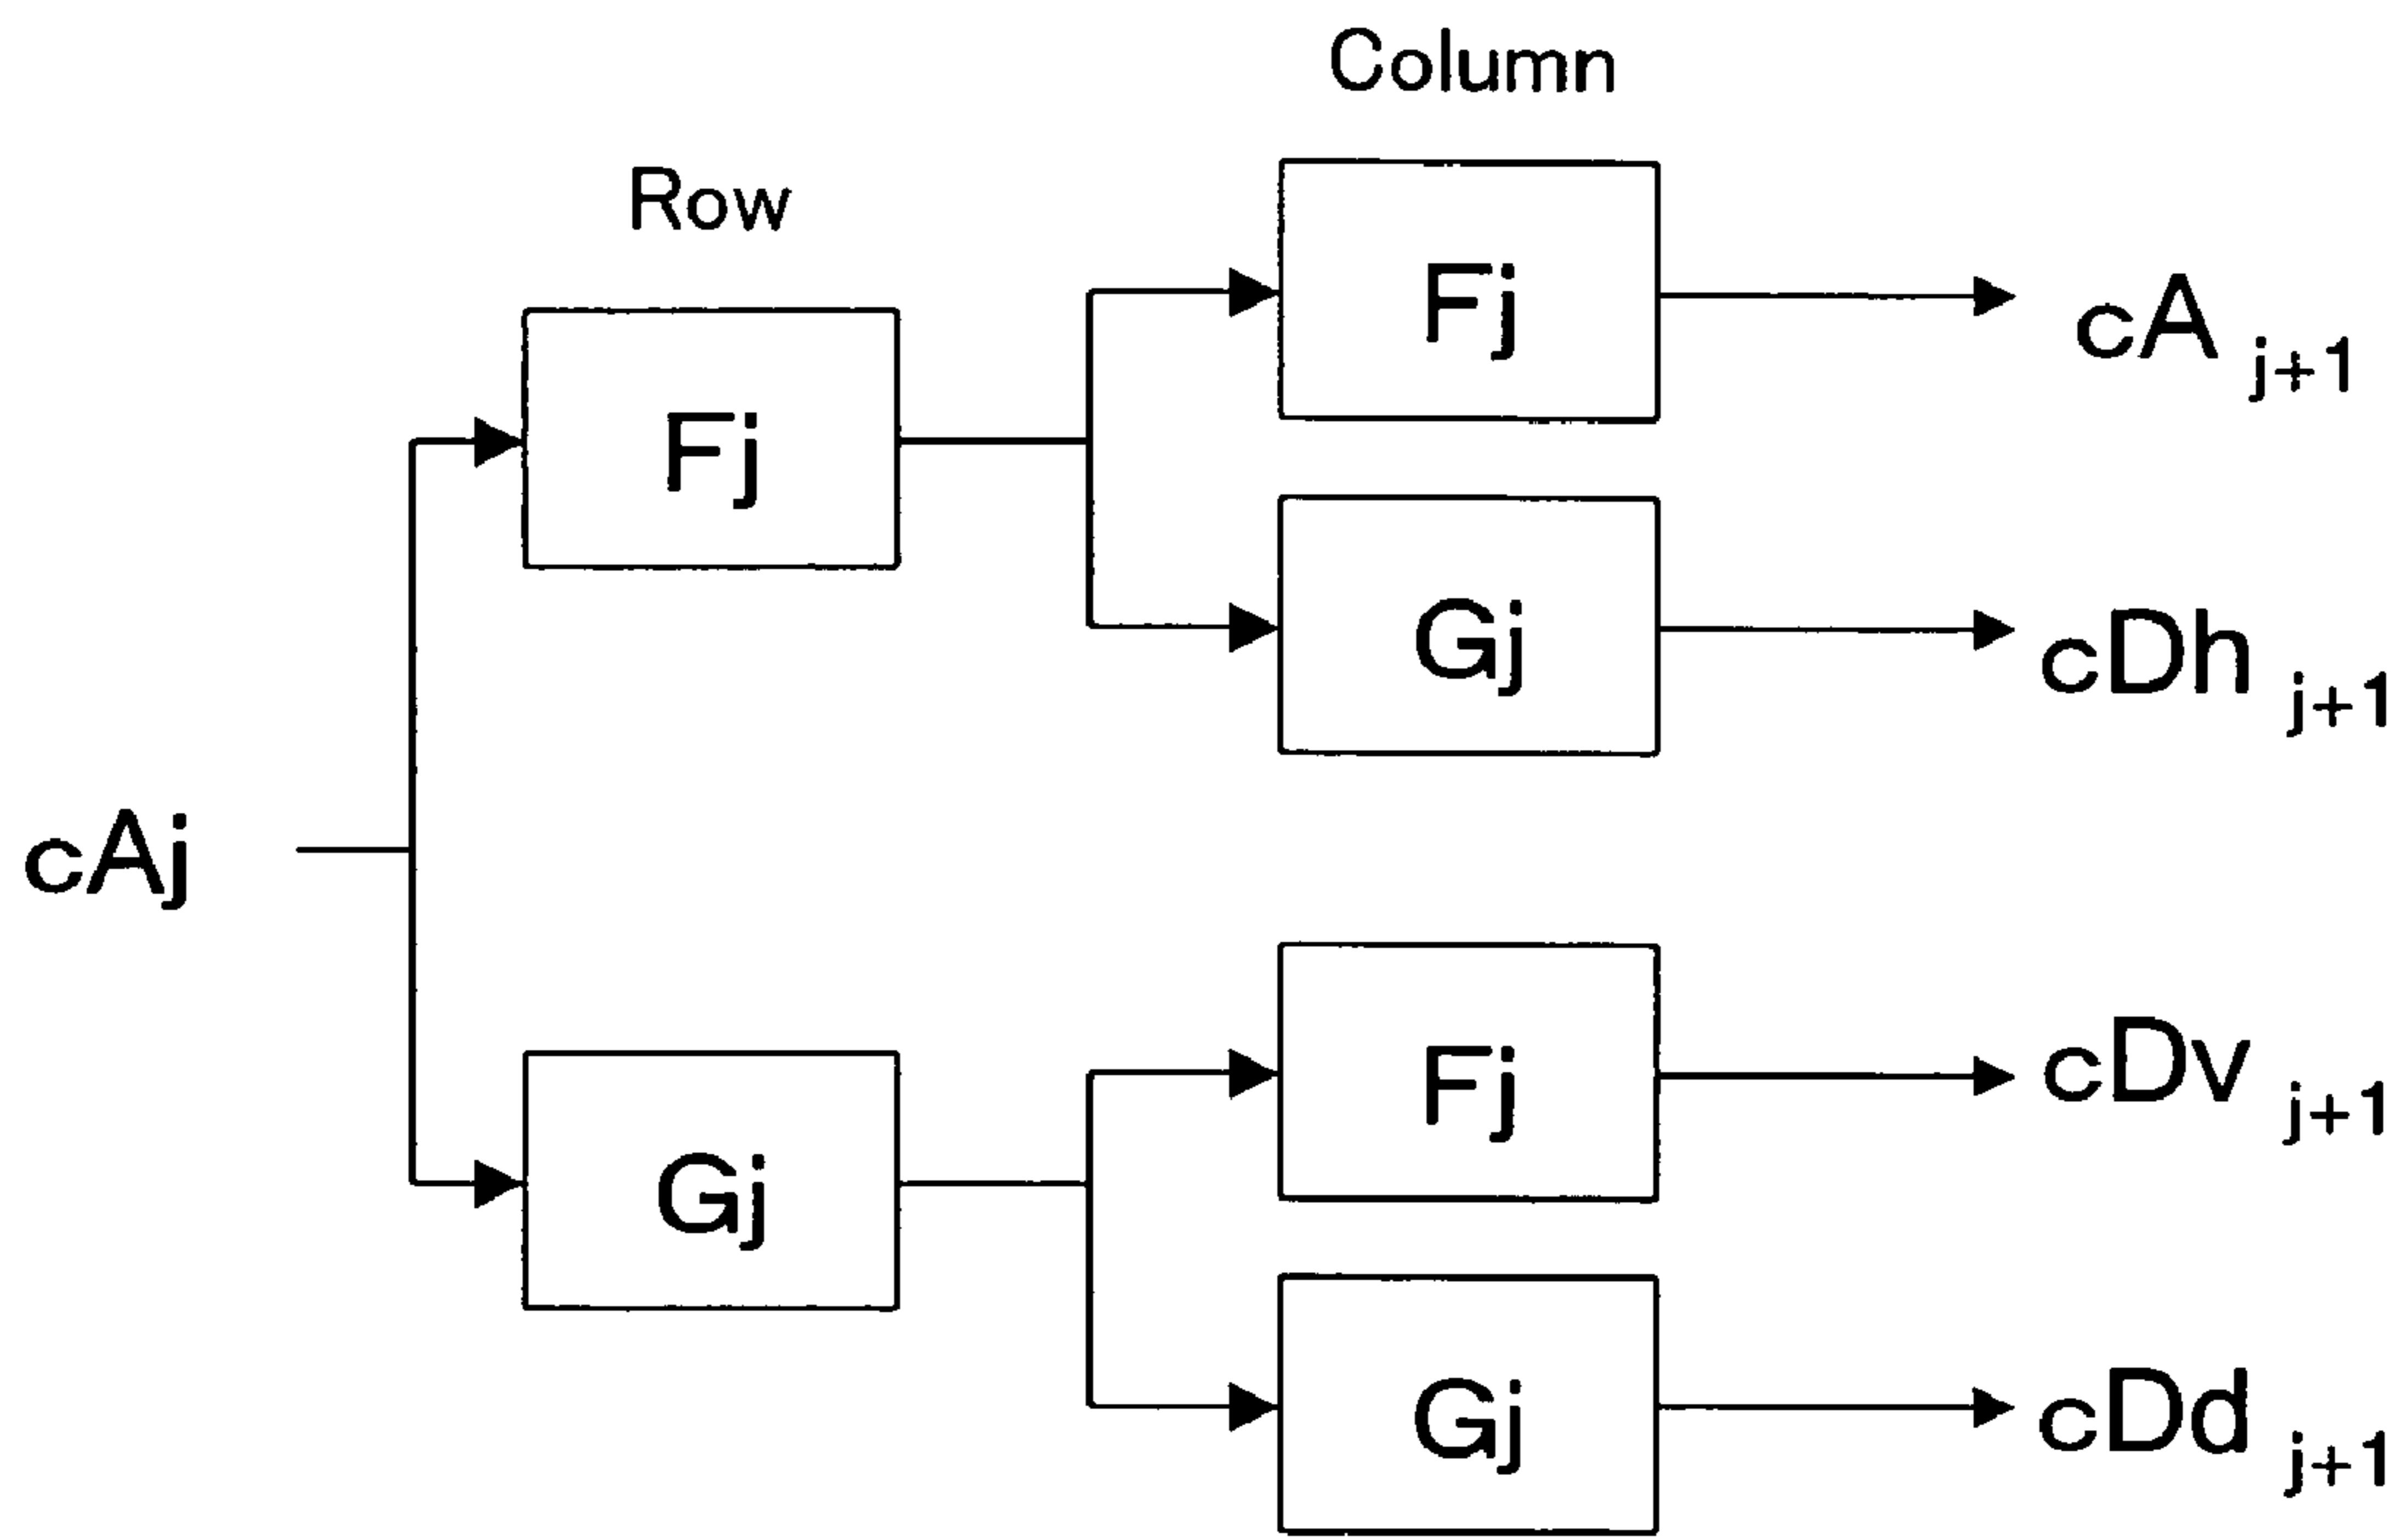 Column
Row
Fj
cA j+1
Fj
Gj
cDh j+1
cAj
Fj
cDv j+1
Gj
Gj
cDd j+1